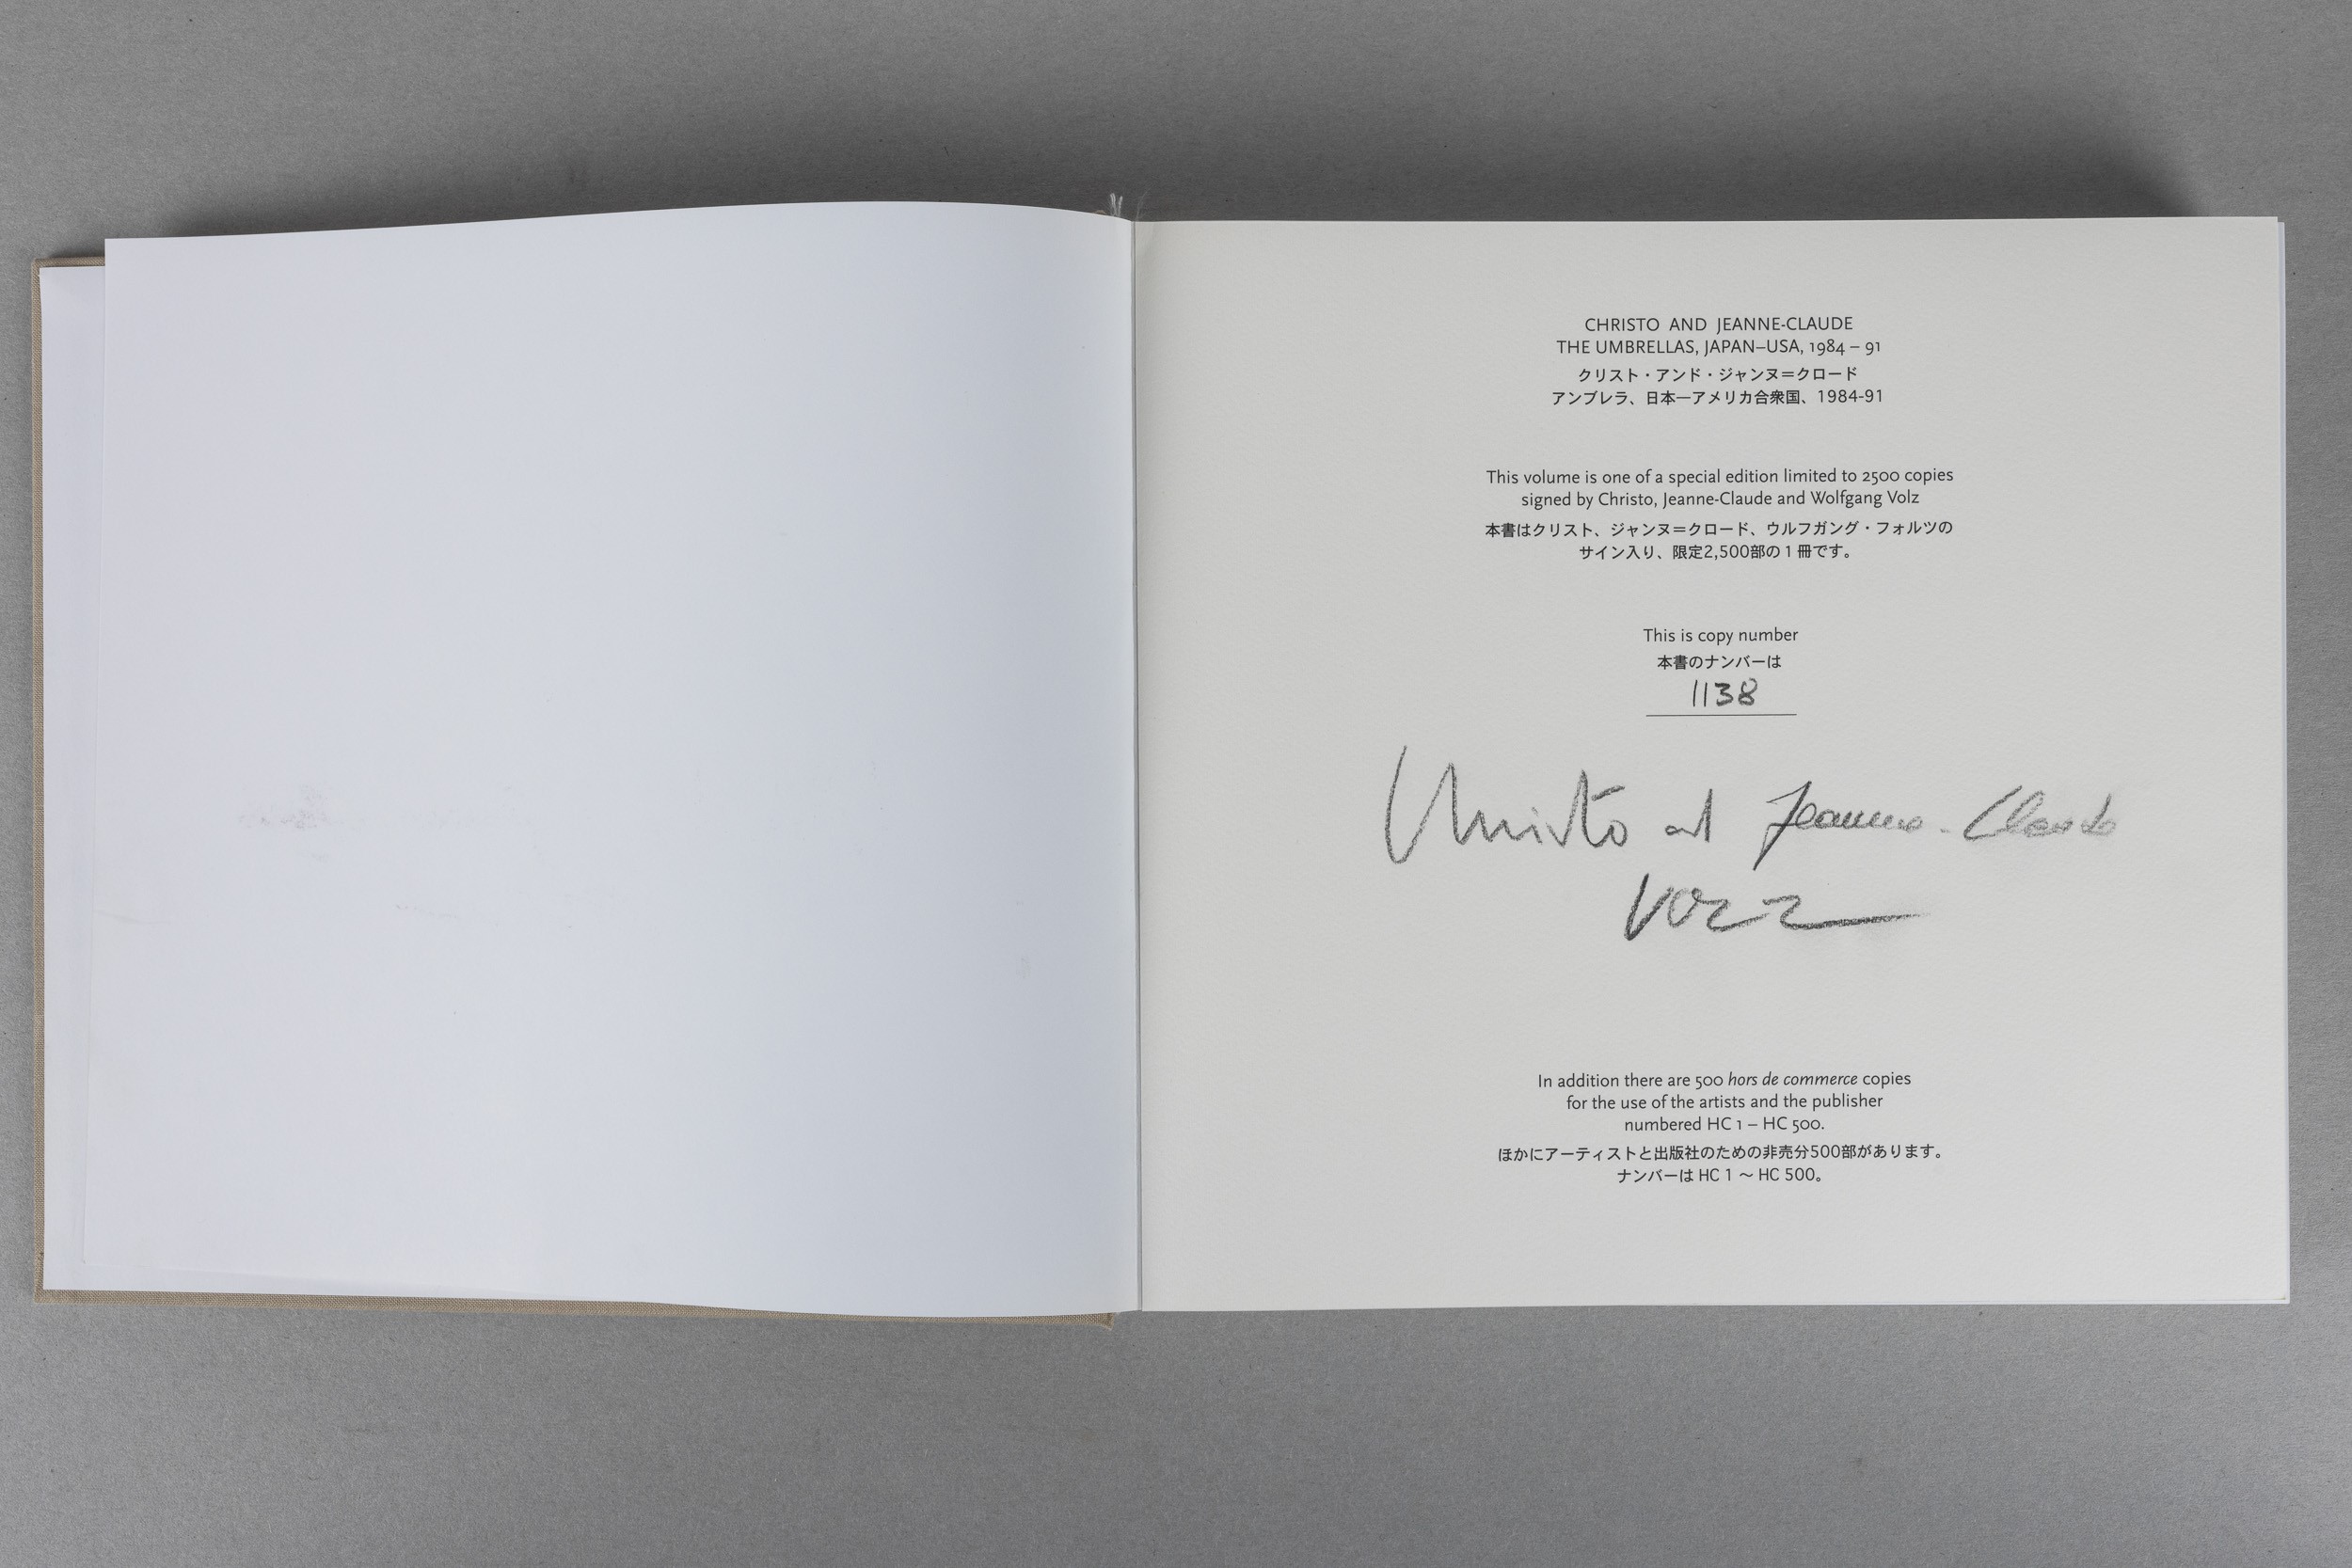 CHRISTO AND JEANNE-CLAUDE
THE UMBRELLAS, JAPAN–USA, 1984 – 91
クリスト・アンド・ジャンヌ＝クロード
アンブレラ、日本―アメリカ合衆国、1984-91
This volume is one of a special edition limited to 2500 copies
signed by Christo, Jeanne-Claude and Wolfgang Volz
本書はクリスト、ジャンヌ＝クロード、ウルフガング・フォルツの
サイン入り、限定2,500部の1冊です。
This is copy number
本書のナンバーは
1138
Christo et Jeanne-Claude
VOLZ
In addition there are 500 hors de commerce copies
for the use of the artists and the publisher
numbered HC 1 – HC 500.
ほかにアーティストと出版社のための非売分500部があります。
ナンバーは HC 1 〜 HC 500。